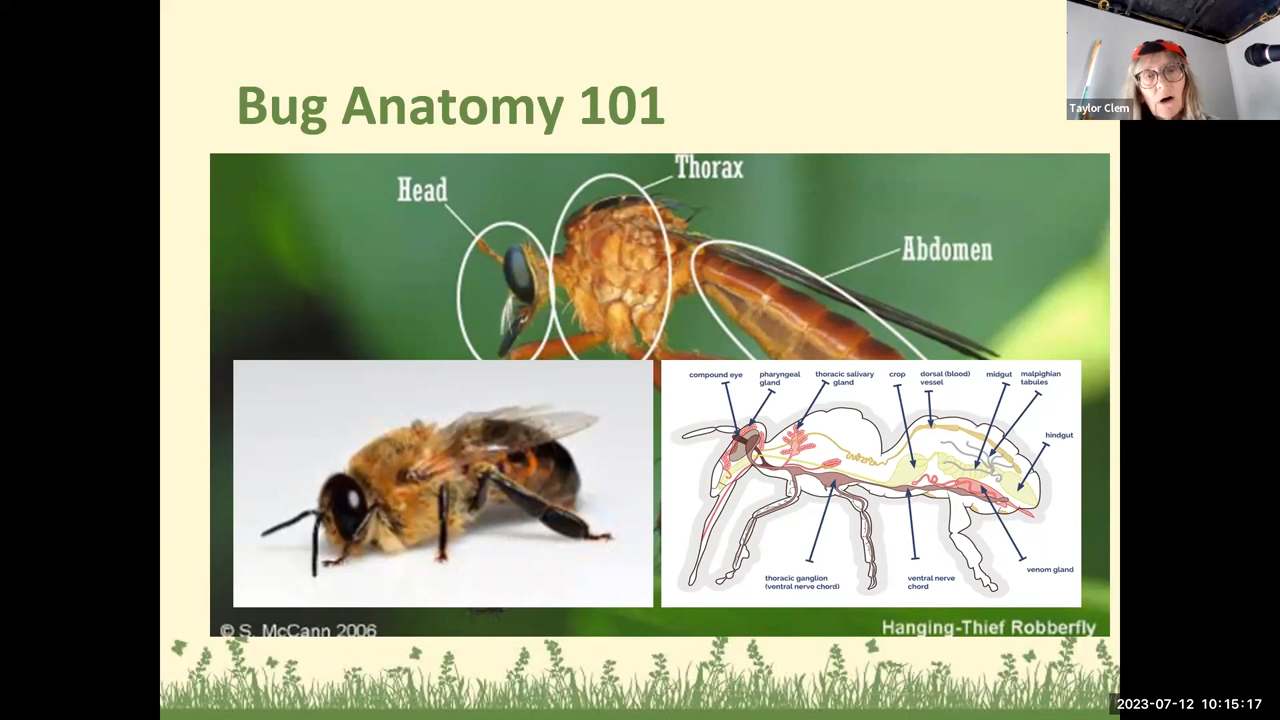 Bug Anatomy 101
Taylor Clem
Head
Thorax
Abdomen
compound eye
pharyngeal
gland
thoracic salivary
gland
crop
dorsal (blood)
vessel
midgut
malpighian
tabules
hindgut
thoracic ganglion
(ventral nerve chord)
ventral nerve
chord
venom gland
© S. McCann 2006
Hanging-Thief Robberfly
2023-07-12 10:15:17